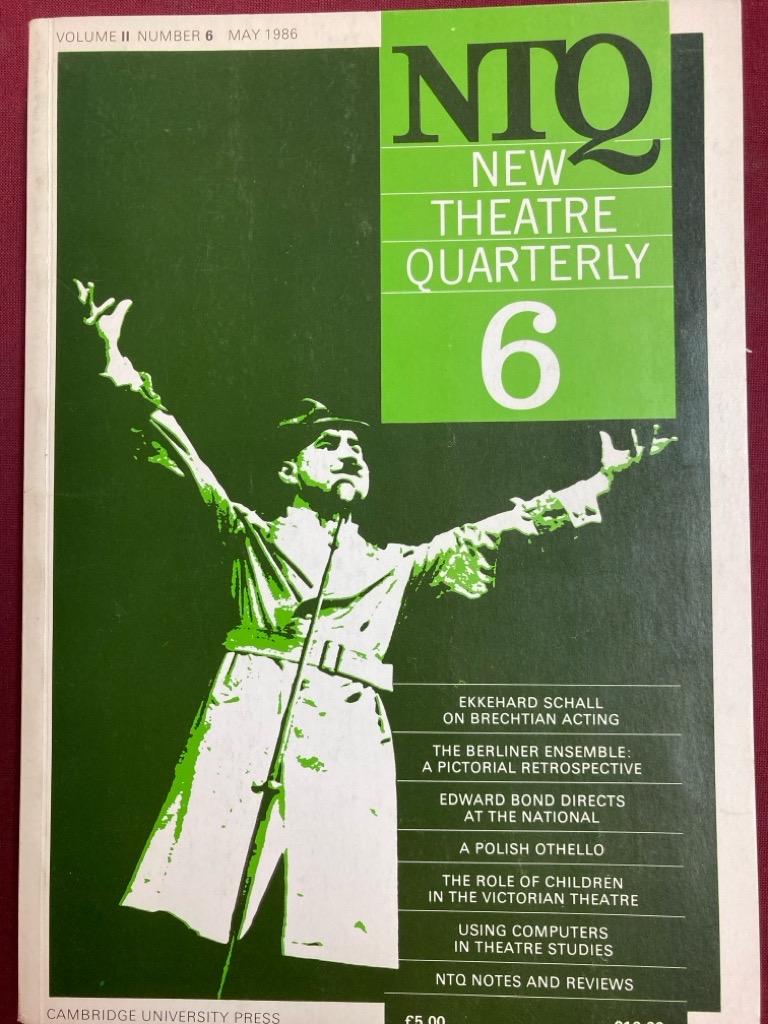 VOLUME II NUMBER 6 MAY 1986
NTQ
NEW
THEATRE
QUARTERLY
6
EKKEHARD SCHALL
ON BRECHTIAN ACTING
THE BERLINER ENSEMBLE:
A PICTORIAL RETROSPECTIVE
EDWARD BOND DIRECTS
AT THE NATIONAL
A POLISH OTHELLO
THE ROLE OF CHILDREN
IN THE VICTORIAN THEATRE
USING COMPUTERS
IN THEATRE STUDIES
NTQ NOTES AND REVIEWS
CAMBRIDGE UNIVERSITY PRESS
£5.00